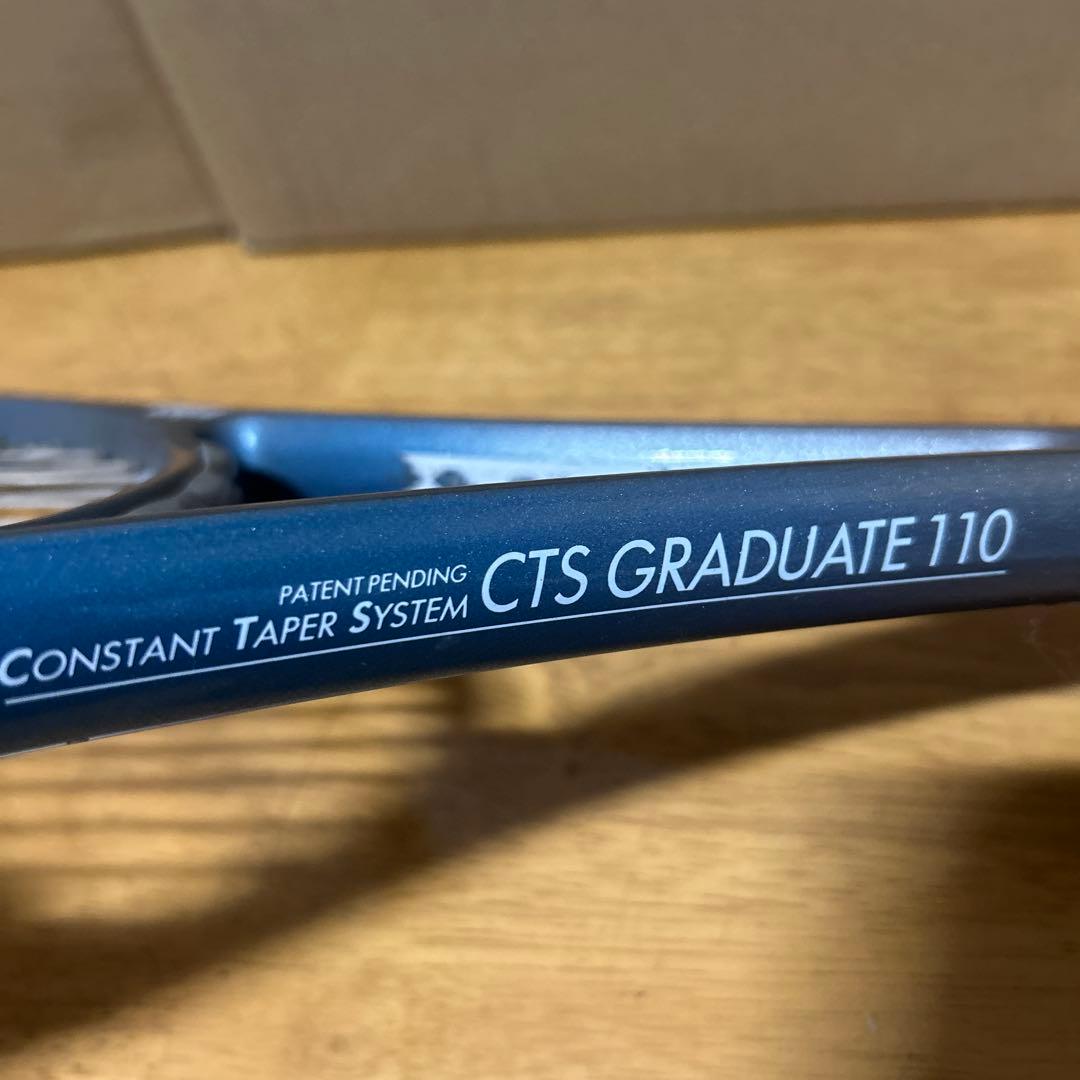 PATENT PENDING
CONSTANT TAPER SYSTEM CTS GRADUATE 110